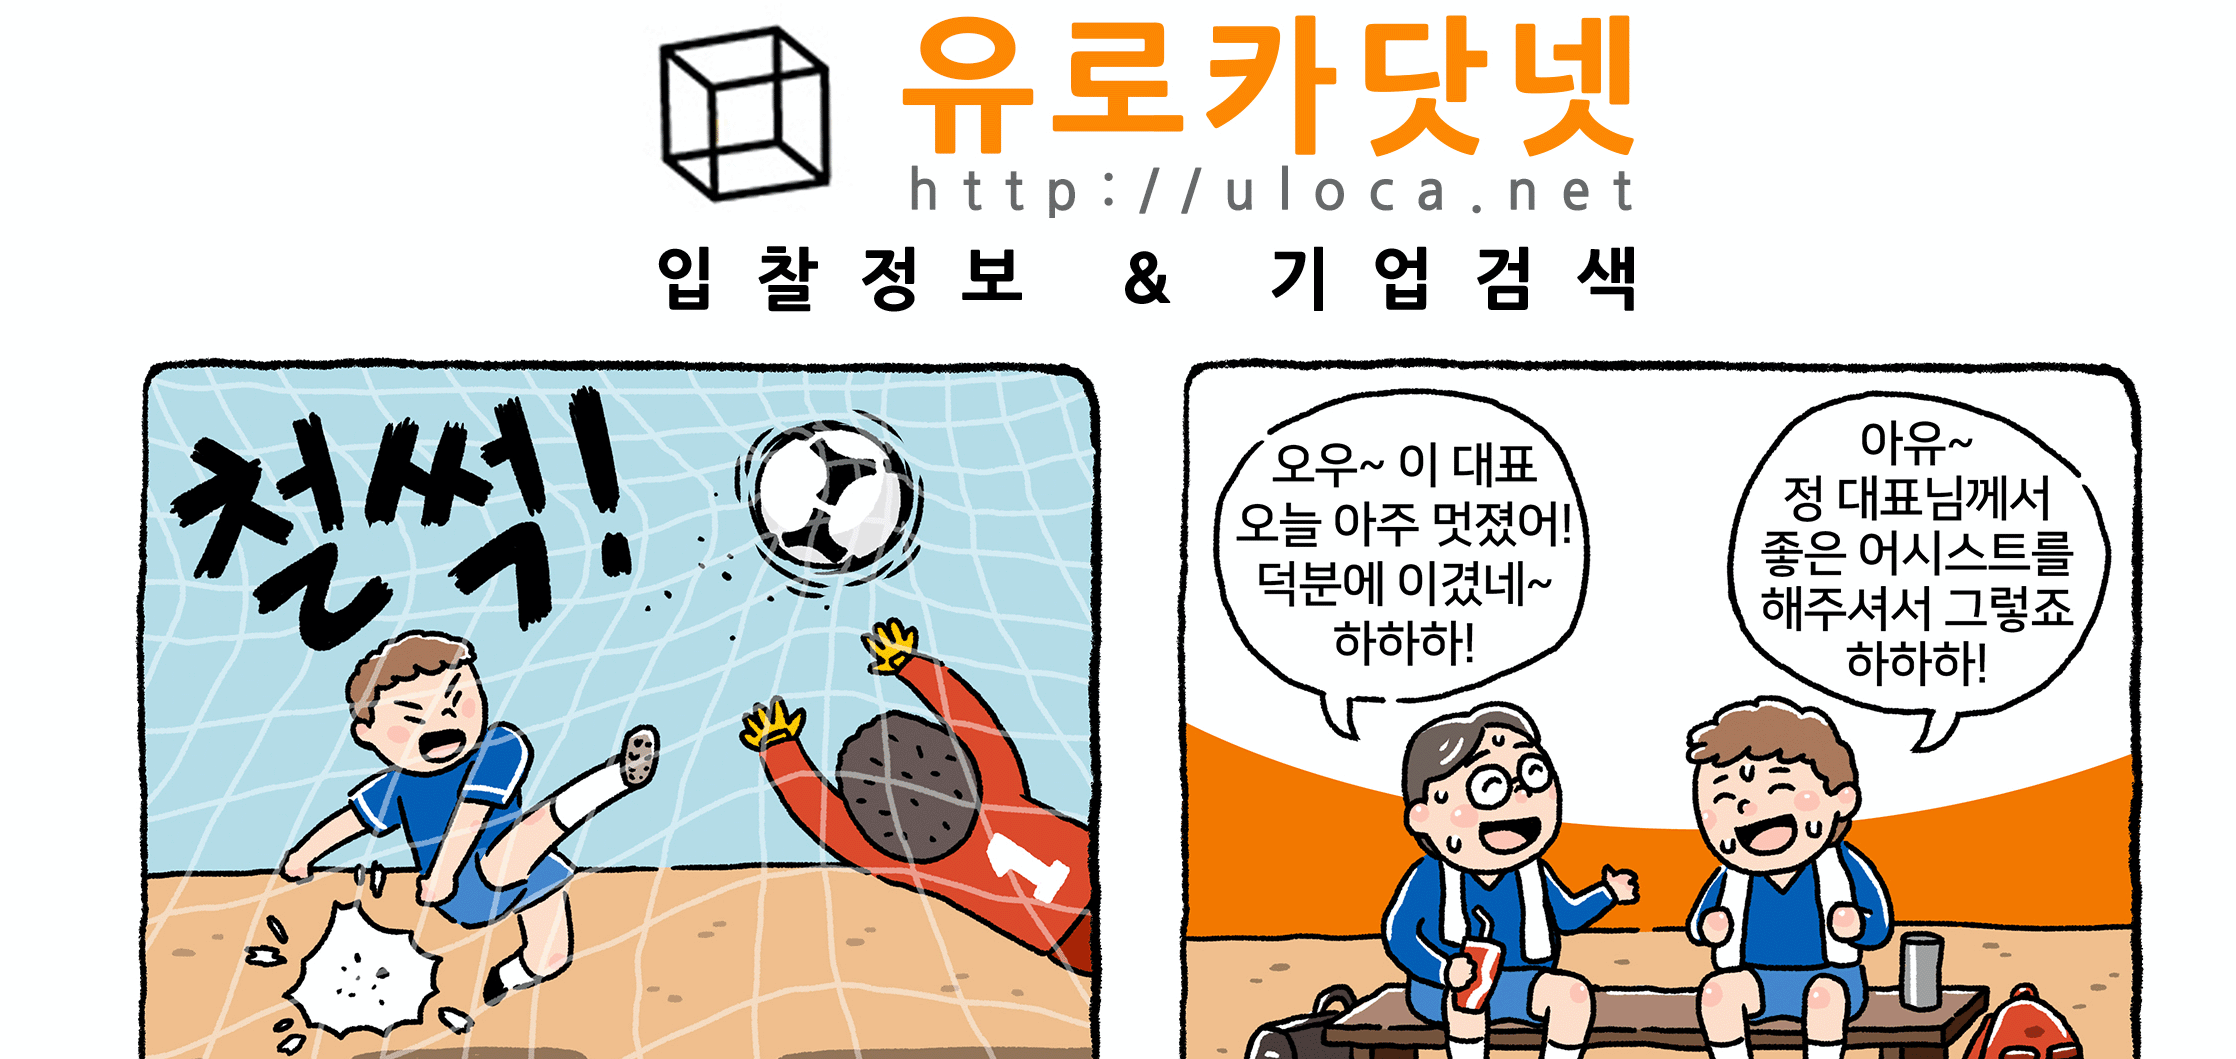 유로카닷넷
http://uloca.net
입찰정보 & 기업검색
철썩!
1
오우~ 이 대표
오늘 아주 멋졌어!
덕분에 이겼네~
하하하!
아유~
정 대표님께서
좋은 어시스트를
해주셔서 그렇죠
하하하!